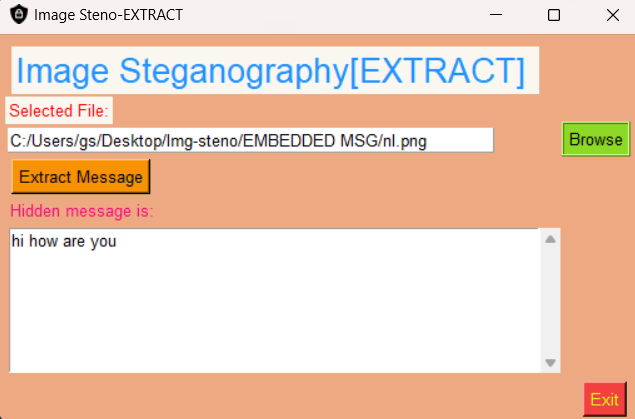 Image Steno-EXTRACT
Image Steganography[EXTRACT]
Selected File:
C:/Users/gs/Desktop/Img-steno/EMBEDDED MSG/nl.png
Browse
Extract Message
Hidden message is:
hi how are you
Exit